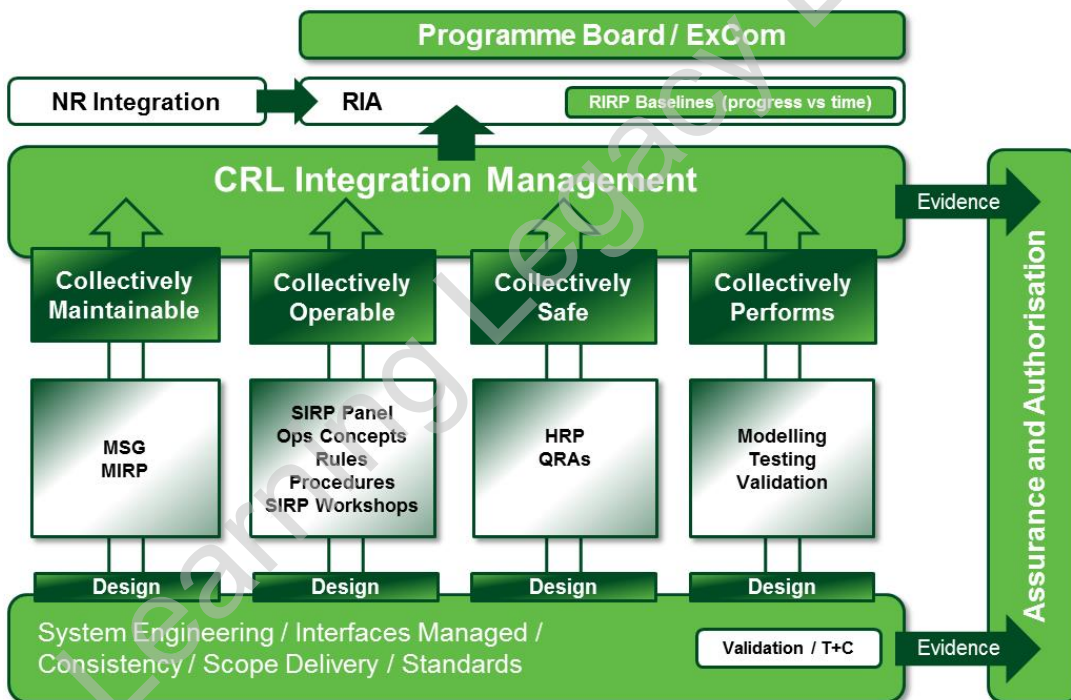 Programme Board / ExCom
NR Integration
RIA
RIRP Baselines (progress vs time)
CRL Integration Management
Evidence
Collectively
Maintainable
Collectively
Operable
Collectively
Safe
Collectively
Performs
MSG
MIRP
SIRP Panel
Ops Concepts
Rules
Procedures
SIRP Workshops
HRP
QRAs
Modelling
Testing
Validation
Design
Design
Design
Design
System Engineering / Interfaces Managed /
Consistency / Scope Delivery / Standards
Validation / T+C
Evidence
Assurance and Authorisation
Learning Legacy